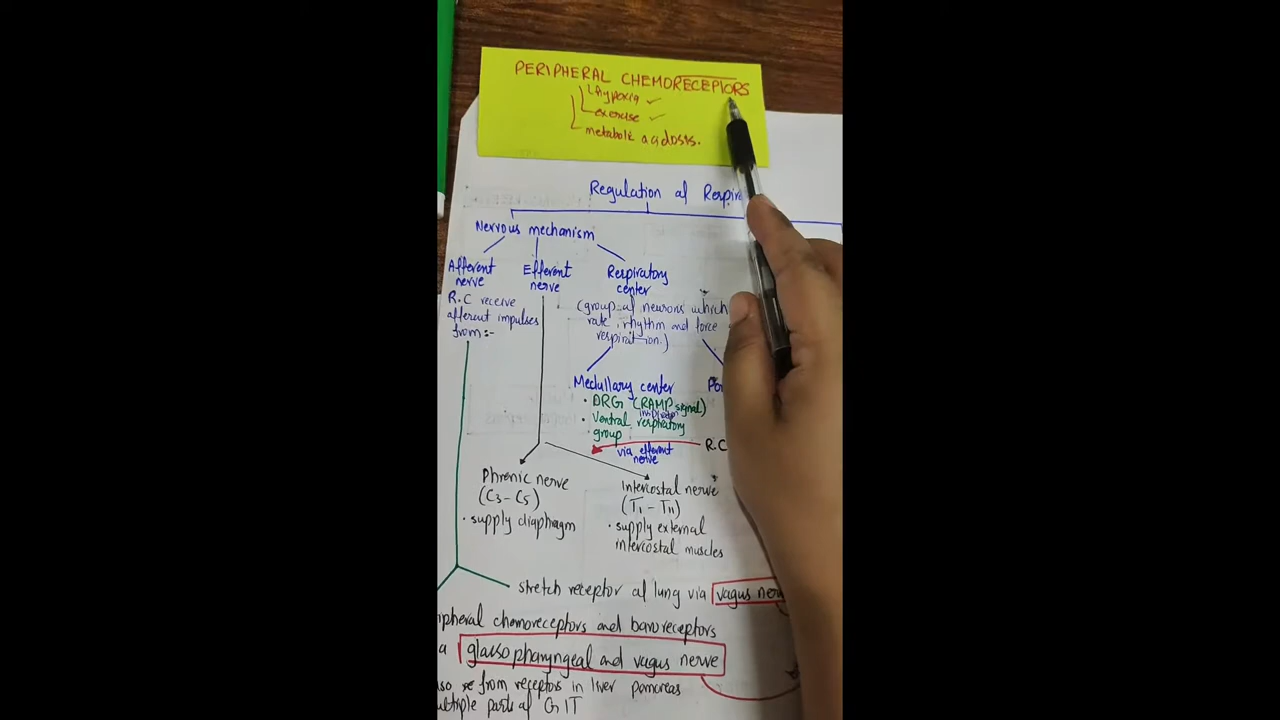 PERIPHERAL CHEMORECEPTORS
hypoxia ✓
exercise ✓
metabolic acidosis.
Regulation of Respir
Nervous mechanism
Afferent nerve
R.C receive afferent impulses from:-
Efferent nerve
Respiratory center
(group of neurons which
rate, rhythm and force
respiration.)
Medullary center
• DRG (RAMP signal)
• Ventral respiratory group
Po
R.C
via efferent nerve
Phrenic nerve
(C3-C5)
• supply diaphragm
Intercostal nerve
(T1-T11)
• supply external
intercostal muscles
stretch receptor of lung via vagus nerv
ipheral chemoreceptors and baroreceptors
a glossopharyngeal and vagus nerve
from receptors in liver pancreas
ultiple parts of GIT